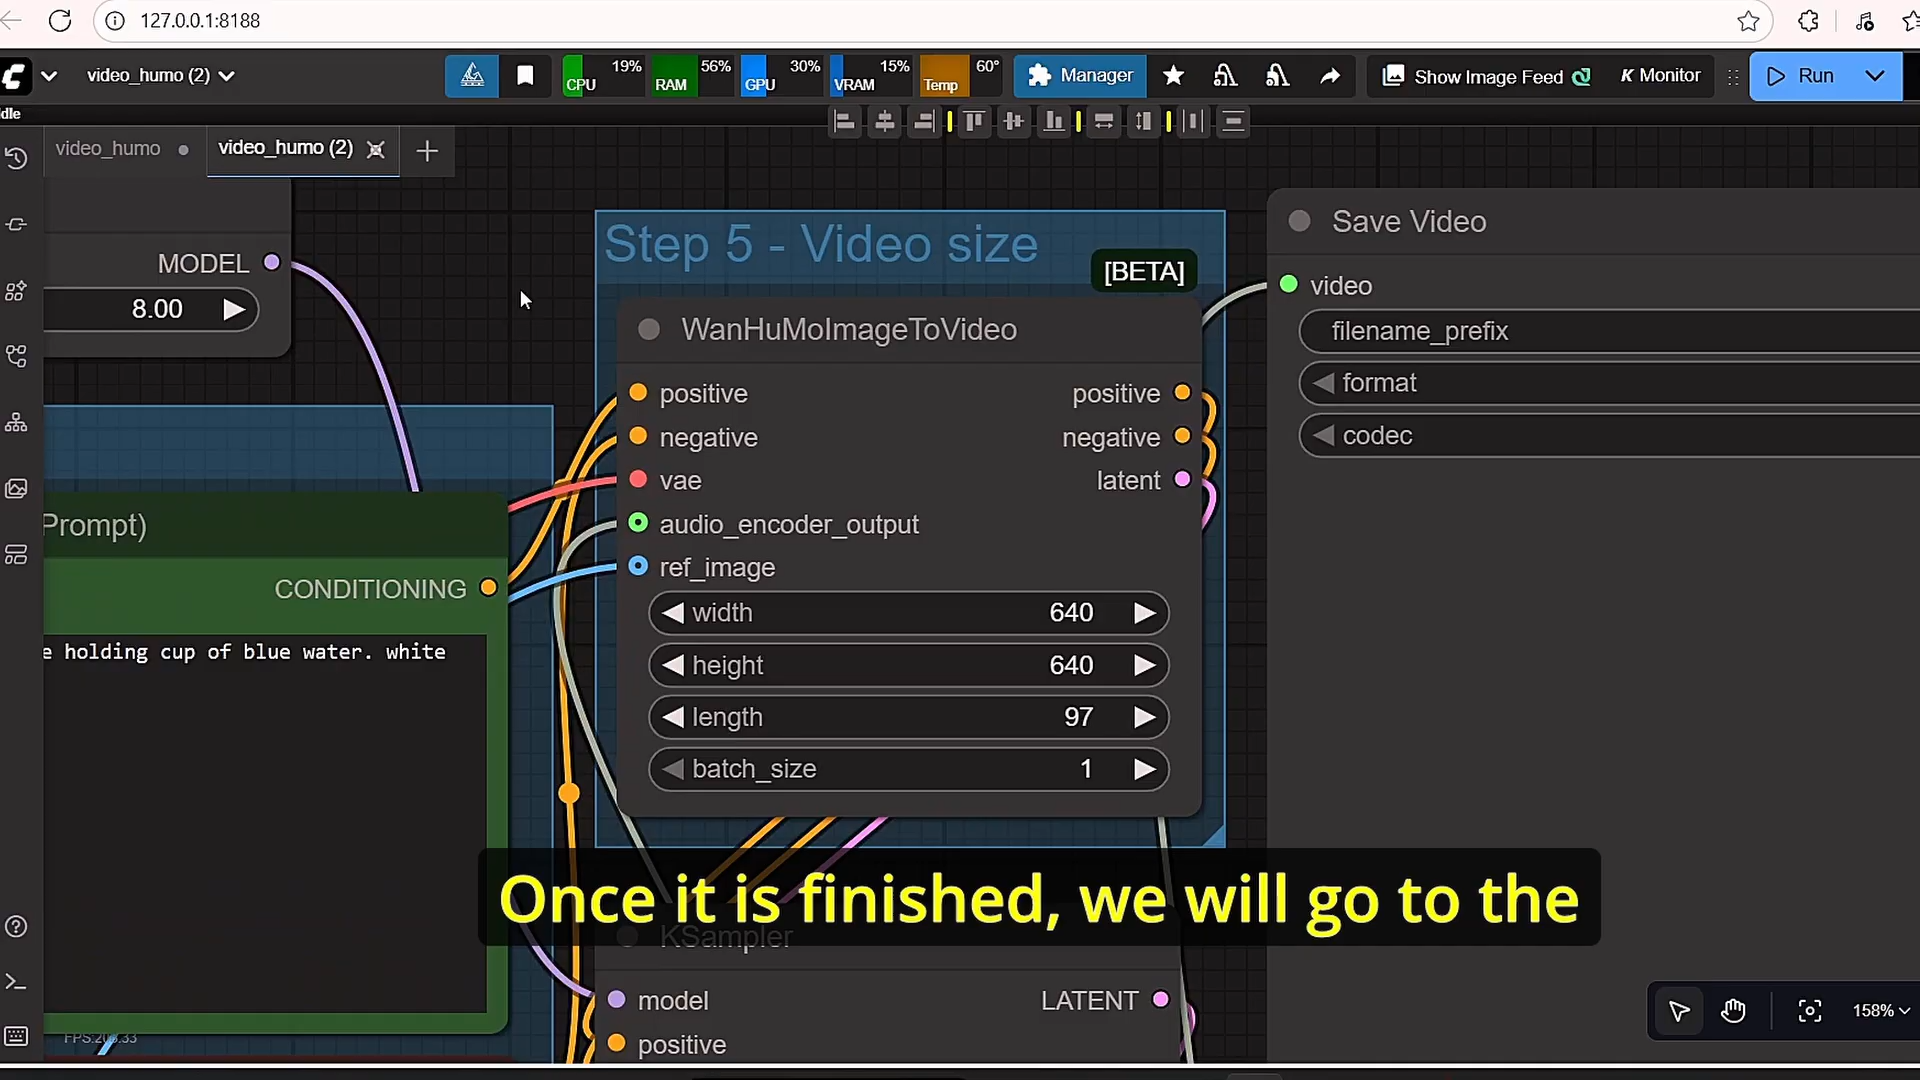 127.0.0.1:8188
video_humo (2)
CPU 19%
RAM 56%
GPU 30%
VRAM 15%
Temp 60°
Manager
Show Image Feed
K Monitor
Run
dle
video_humo
video_humo (2)
MODEL
8.00
Step 5 - Video size
[BETA]
WanHuMoImageToVideo
positive
negative
vae
audio_encoder_output
ref_image
positive
negative
latent
width 640
height 640
length 97
batch_size 1
Save Video
video
filename_prefix
format
codec
Prompt)
CONDITIONING
e holding cup of blue water. white
Once it is finished, we will go to the
KSampler
model
LATENT
positive
158%